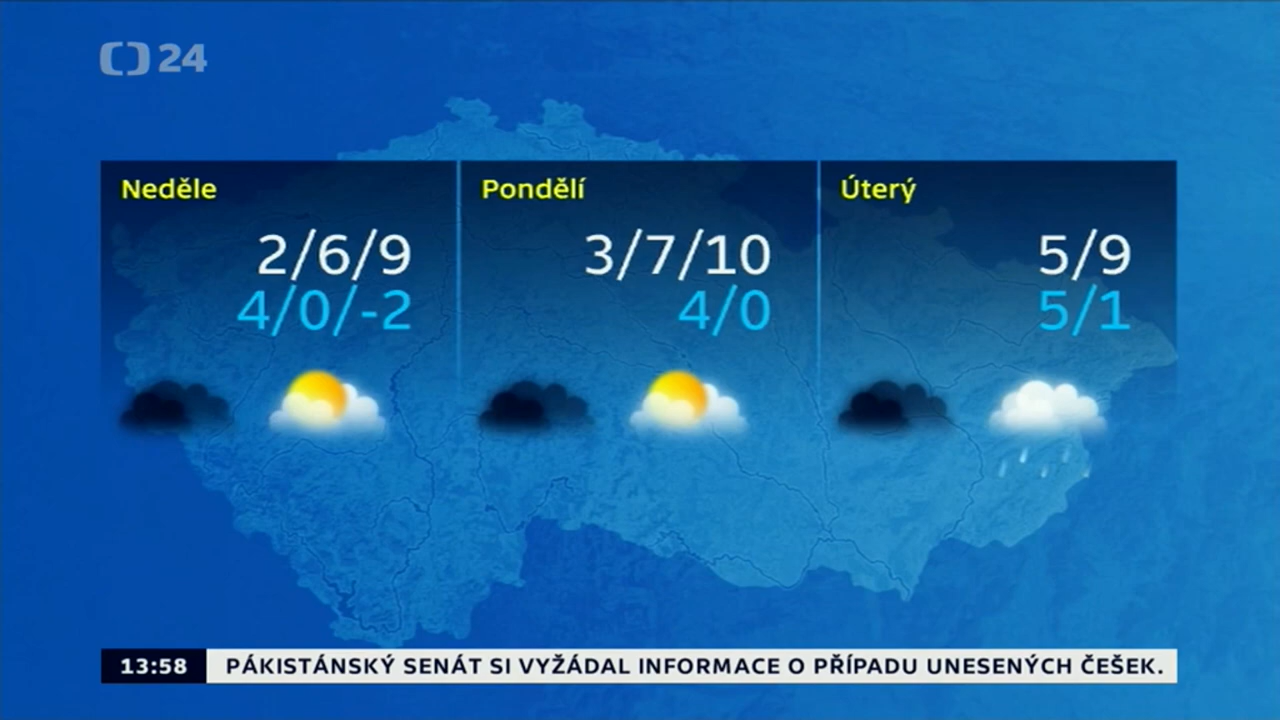 24
Neděle
2/6/9
4/0/-2
Pondělí
3/7/10
4/0
Úterý
5/9
5/1
13:58 PÁKISTÁNSKÝ SENÁT SI VYŽÁDAL INFORMACE O PŘÍPADU UNESENÝCH ČEŠEK.